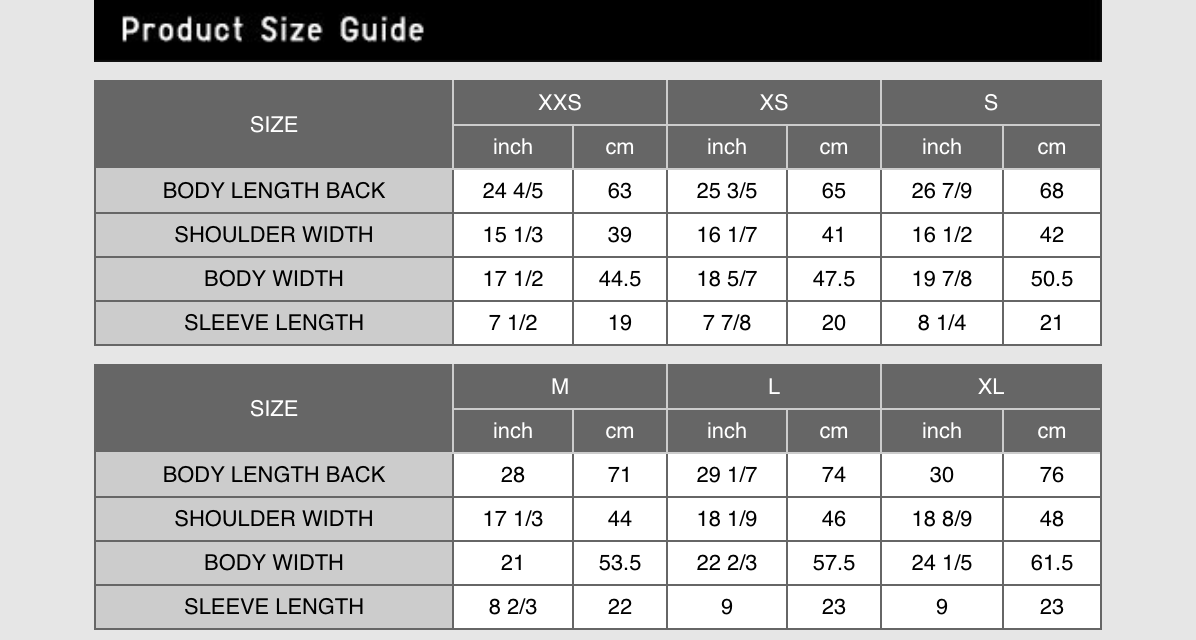 Product Size Guide
SIZE XXS XS S
inch cm inch cm inch cm
BODY LENGTH BACK 24 4/5 63 25 3/5 65 26 7/9 68
SHOULDER WIDTH 15 1/3 39 16 1/7 41 16 1/2 42
BODY WIDTH 17 1/2 44.5 18 5/7 47.5 19 7/8 50.5
SLEEVE LENGTH 7 1/2 19 7 7/8 20 8 1/4 21
SIZE M L XL
inch cm inch cm inch cm
BODY LENGTH BACK 28 71 29 1/7 74 30 76
SHOULDER WIDTH 17 1/3 44 18 1/9 46 18 8/9 48
BODY WIDTH 21 53.5 22 2/3 57.5 24 1/5 61.5
SLEEVE LENGTH 8 2/3 22 9 23 9 23